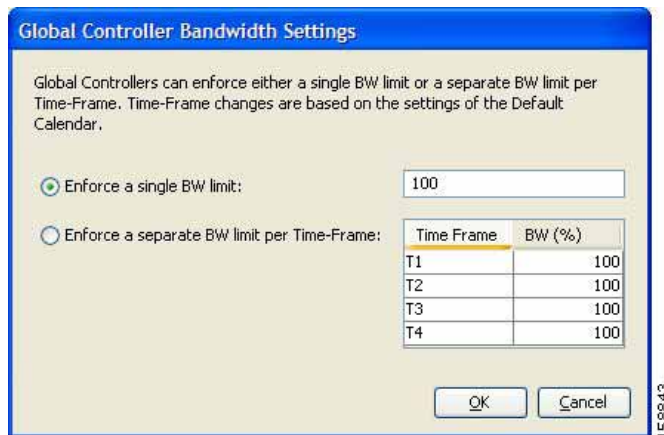 Global Controller Bandwidth Settings
Global Controllers can enforce either a single BW limit or a separate BW limit per
Time-Frame. Time-Frame changes are based on the settings of the Default
Calendar.
Enforce a single BW limit:
100
Enforce a separate BW limit per Time-Frame:
Time Frame BW (%)
T1 100
T2 100
T3 100
T4 100
OK Cancel